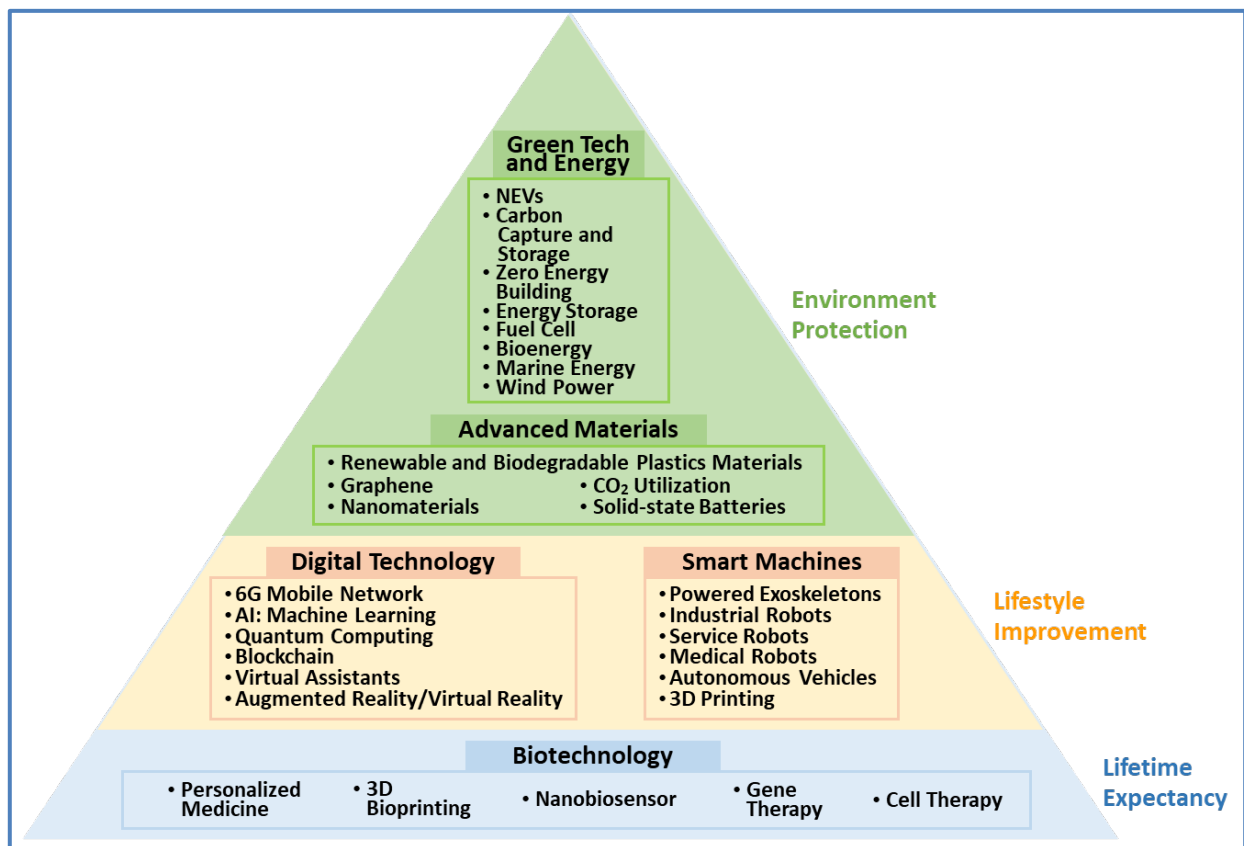 Green Tech
and Energy
• NEVs
• Carbon
Capture and
Storage
• Zero Energy
Building
• Energy Storage
• Fuel Cell
• Bioenergy
• Marine Energy
• Wind Power
Environment
Protection
Advanced Materials
• Renewable and Biodegradable Plastics Materials
• Graphene
• Nanomaterials
• CO₂ Utilization
• Solid-state Batteries
Digital Technology
• 6G Mobile Network
• AI: Machine Learning
• Quantum Computing
• Blockchain
• Virtual Assistants
• Augmented Reality/Virtual Reality
Smart Machines
• Powered Exoskeletons
• Industrial Robots
• Service Robots
• Medical Robots
• Autonomous Vehicles
• 3D Printing
Lifestyle
Improvement
Biotechnology
• Personalized
Medicine
• 3D
Bioprinting
• Nanobiosensor
• Gene
Therapy
• Cell Therapy
Lifetime
Expectancy